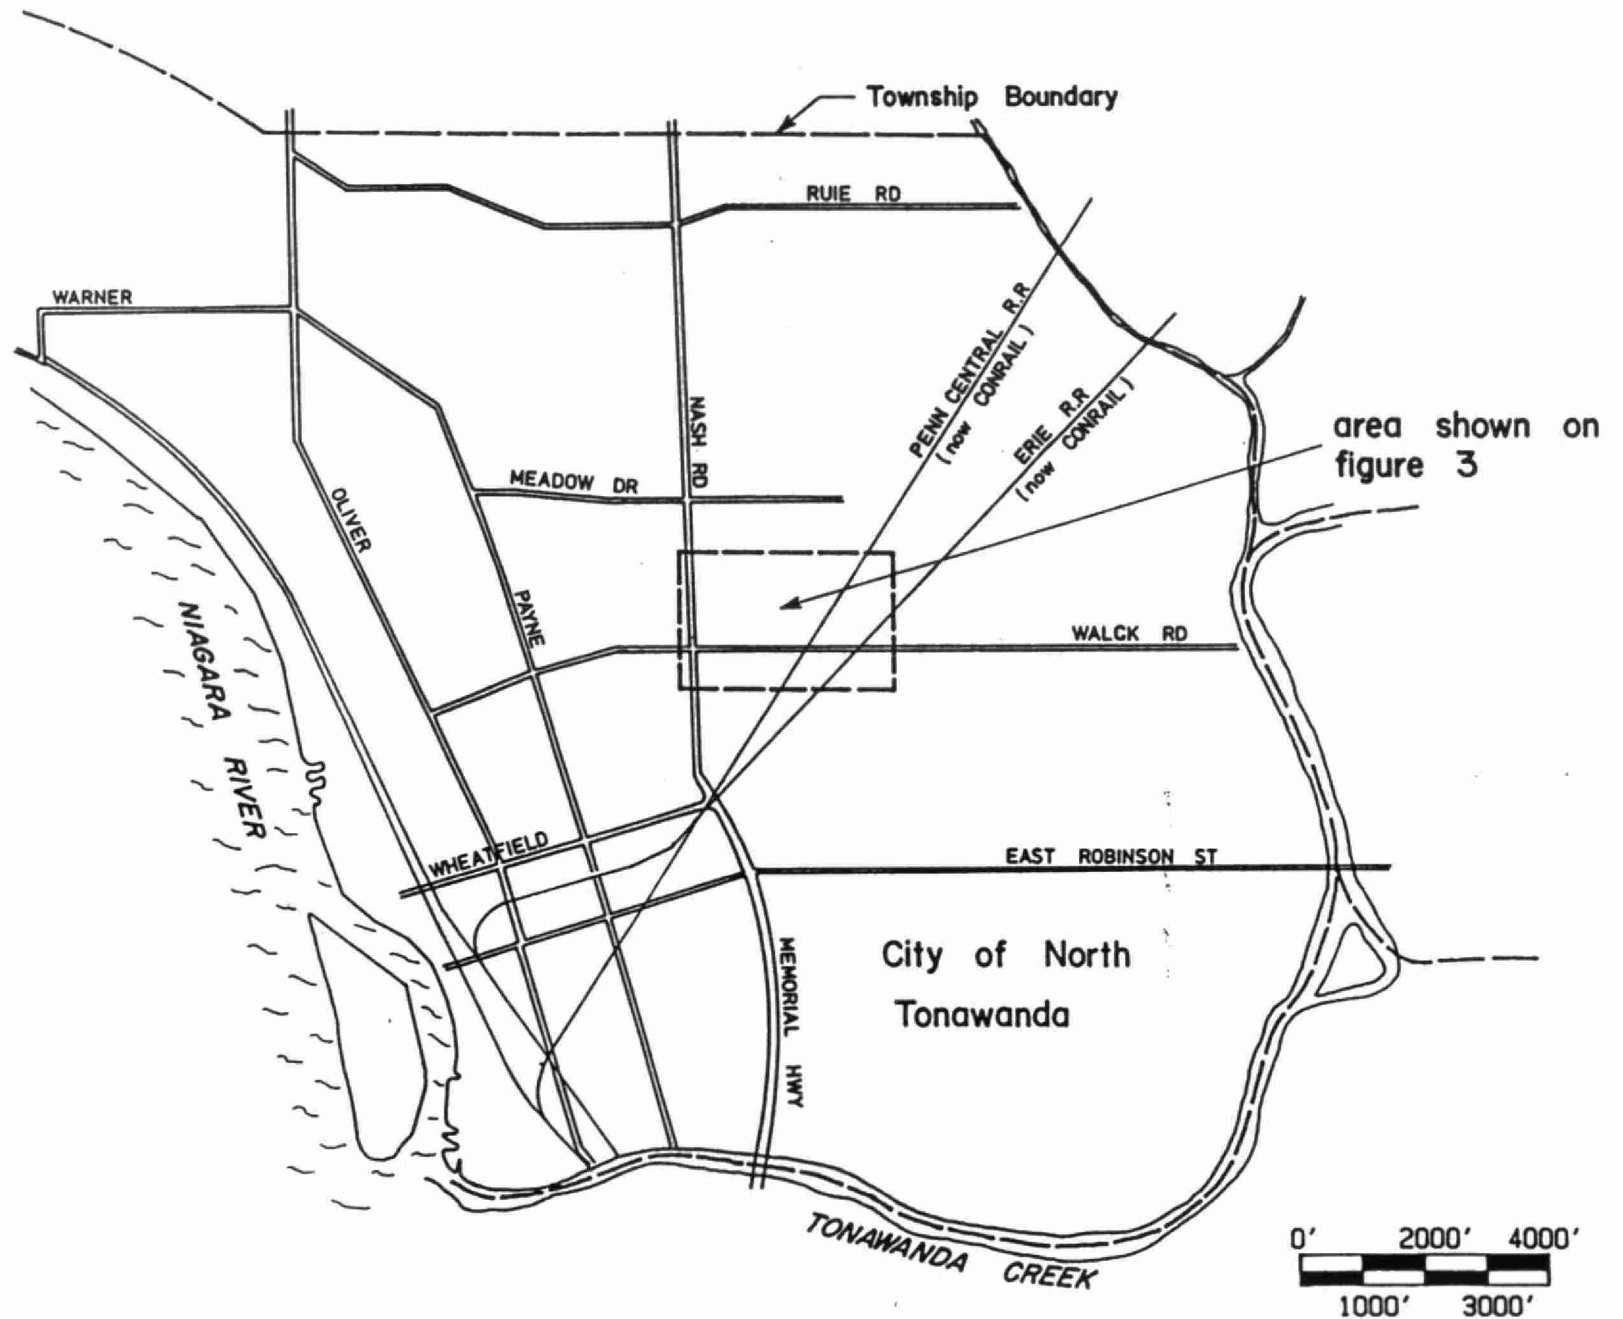 Township Boundary
RUIE RD
WARNER
PENN CENTRAL R.R
(now CONRAIL)
ERIE R.R
(now CONRAIL)
NASH RD
area shown on
figure 3
MEADOW DR
OLIVER
PAYNE
NIAGARA
RIVER
WALCK RD
WHEATFIELD
EAST ROBINSON ST
MEMORIAL HWY
City of North
Tonawanda
TONAWANDA CREEK
0' 2000' 4000'
1000' 3000'